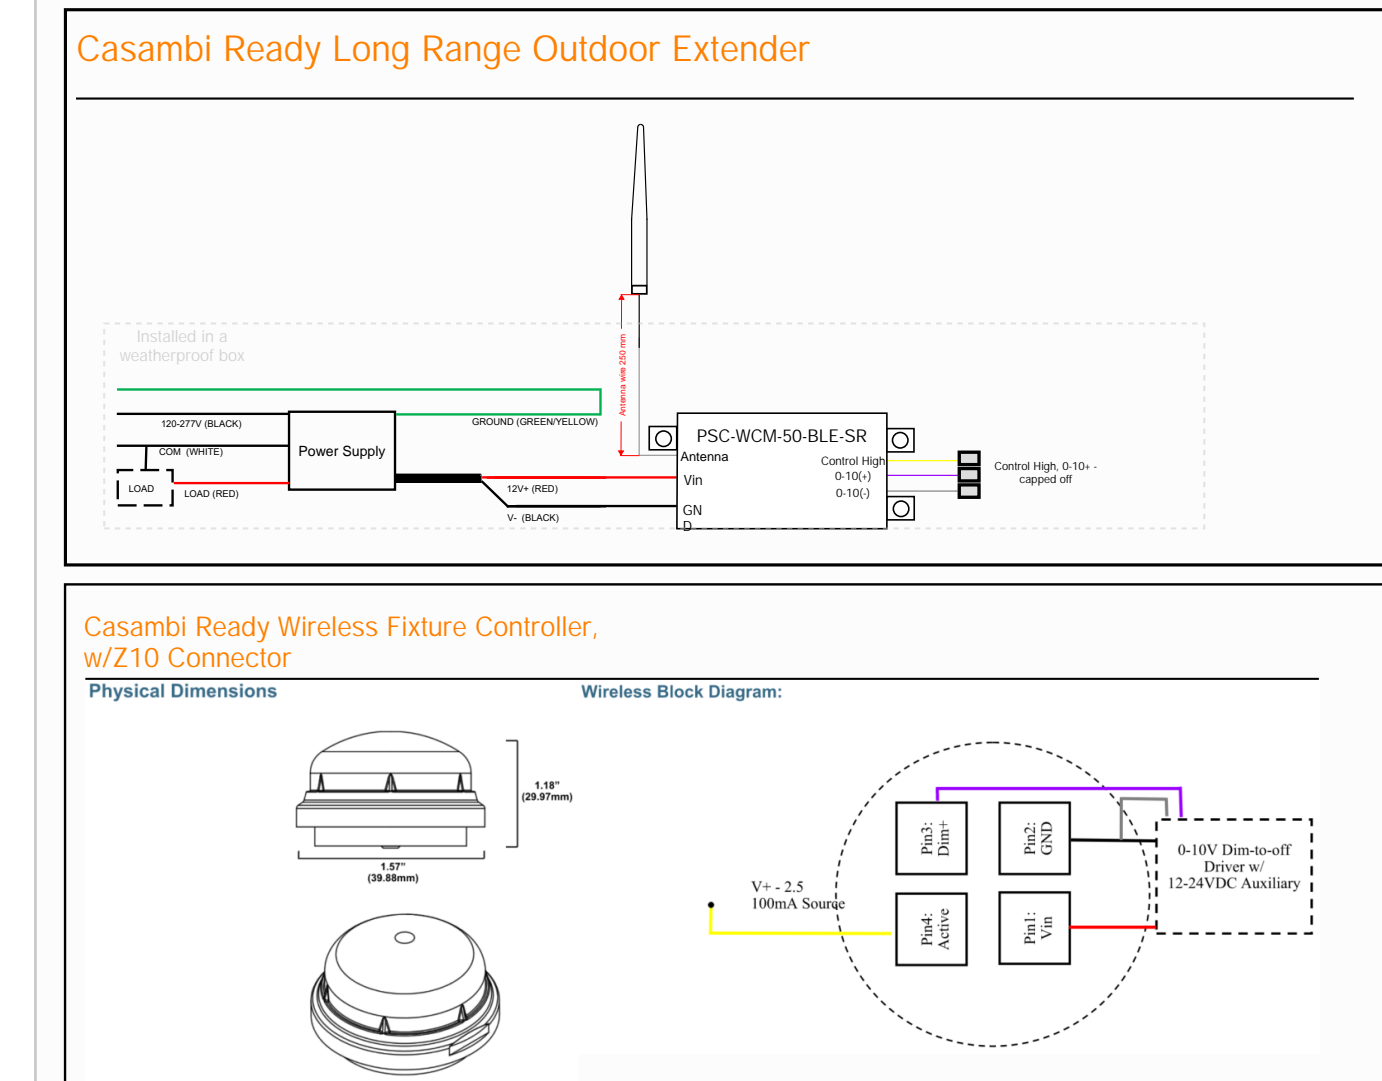 Casambi Ready Long Range Outdoor Extender
Installed in a
weatherproof box
Antenna wire 250 mm
120-277V (BLACK)
COM (WHITE)
LOAD
LOAD (RED)
Power Supply
GROUND (GREEN/YELLOW)
12V+ (RED)
V- (BLACK)
PSC-WCM-50-BLE-SR
Antenna
Vin
GN
D
Control High
0-10(+)
0-10(-)
Control High, 0-10+ -
capped off
Casambi Ready Wireless Fixture Controller,
w/Z10 Connector
Physical Dimensions
1.18"
(29.97mm)
1.57"
(39.88mm)
Wireless Block Diagram:
Pin3:
Dim+
Pin2:
GND
Pin4:
Active
Pin1:
Vin
V+ - 2.5
100mA Source
0-10V Dim-to-off
Driver w/
12-24VDC Auxiliary